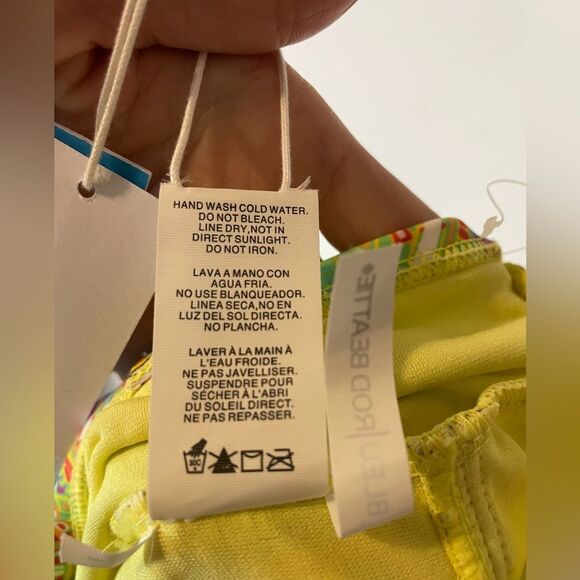 HAND WASH COLD WATER.
DO NOT BLEACH.
LINE DRY,NOT IN
DIRECT SUNLIGHT.
DO NOT IRON.
LAVA A MANO CON
AGUA FRIA.
NO USE BLANQUEADOR.
LINEA SECA,NO EN
LUZ DEL SOL DIRECTA.
NO PLANCHA.
LAVER À LA MAIN À
L'EAU FROIDE.
NE PAS JAVELLISER.
SUSPENDRE POUR
SÉCHER À L'ABRI
DU SOLEIL DIRECT.
NE PAS REPASSER.
30C
BLEU|ROD BEATTIE®